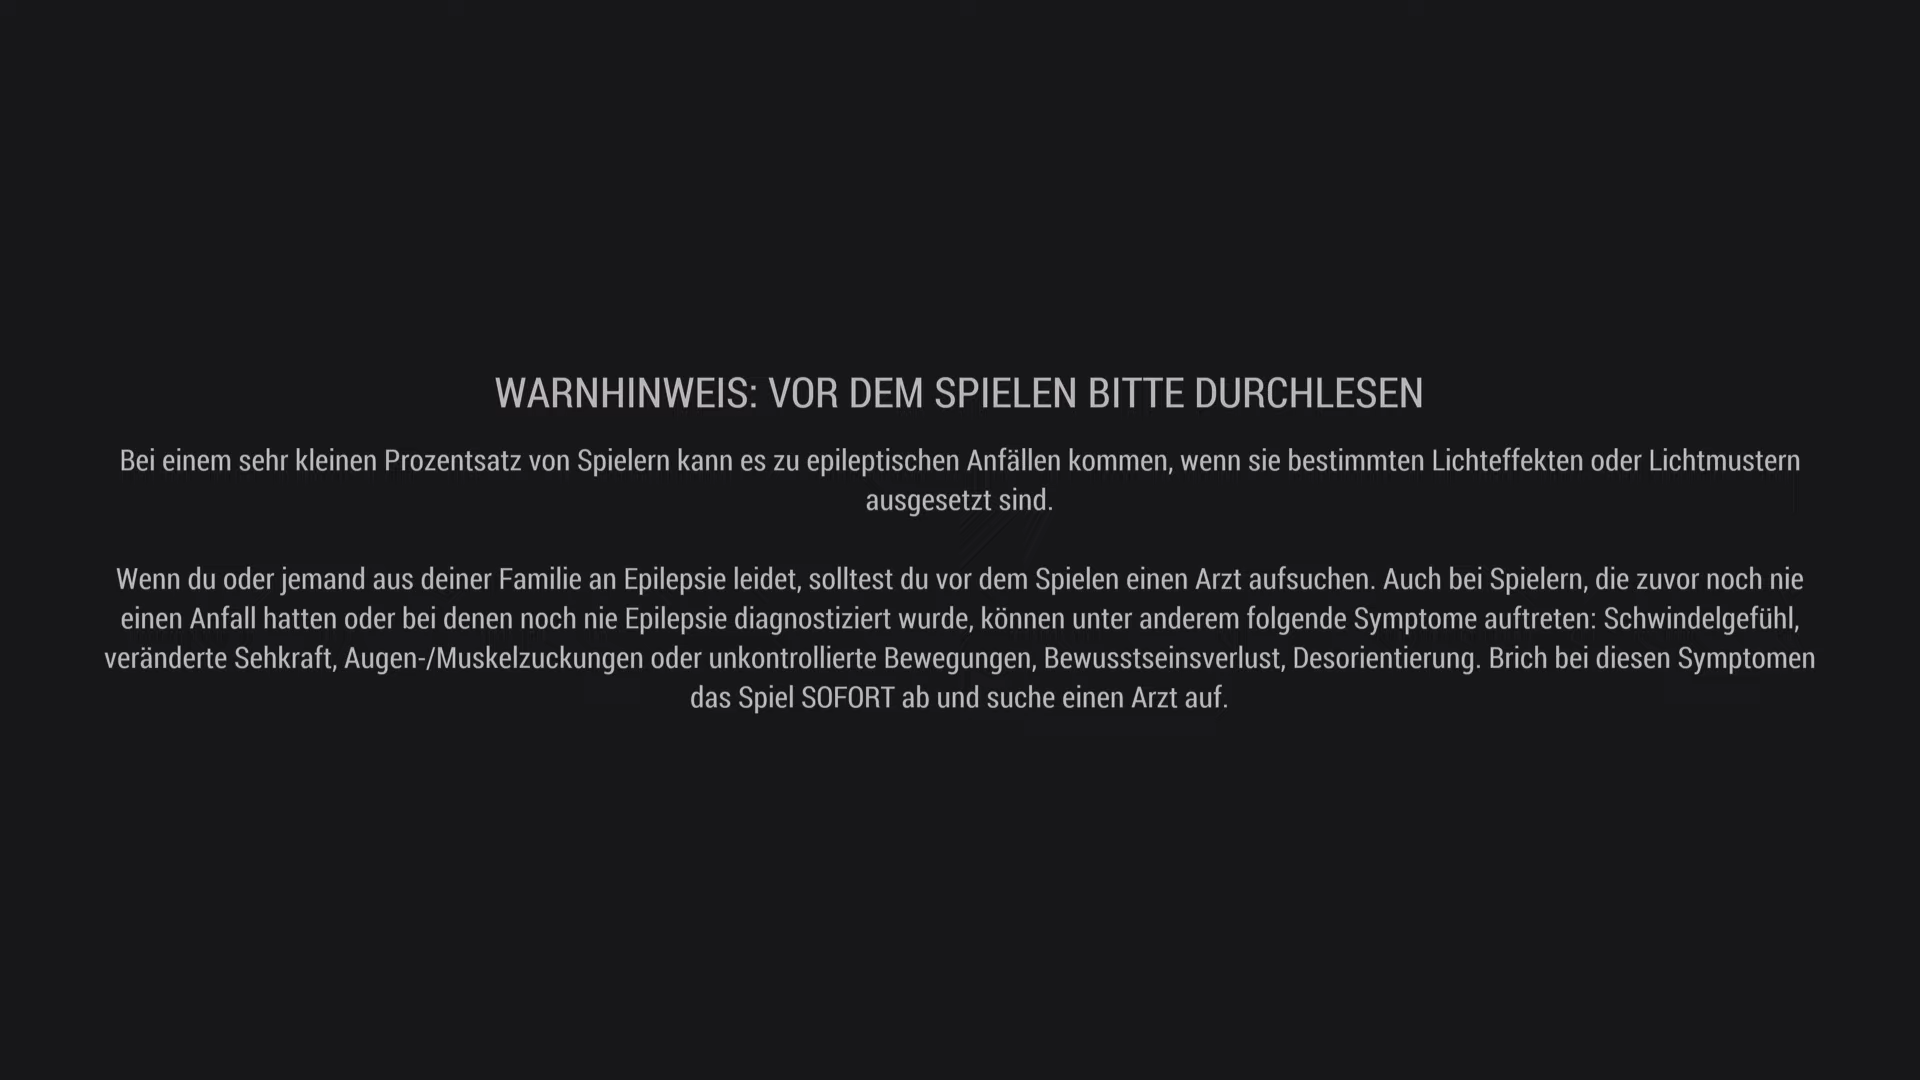 WARNHINWEIS: VOR DEM SPIELEN BITTE DURCHLESEN
Bei einem sehr kleinen Prozentsatz von Spielern kann es zu epileptischen Anfällen kommen, wenn sie bestimmten Lichteffekten oder Lichtmustern
ausgesetzt sind.
Wenn du oder jemand aus deiner Familie an Epilepsie leidet, solltest du vor dem Spielen einen Arzt aufsuchen. Auch bei Spielern, die zuvor noch nie
einen Anfall hatten oder bei denen noch nie Epilepsie diagnostiziert wurde, können unter anderem folgende Symptome auftreten: Schwindelgefühl,
veränderte Sehkraft, Augen-/Muskelzuckungen oder unkontrollierte Bewegungen, Bewusstseinsverlust, Desorientierung. Brich bei diesen Symptomen
das Spiel SOFORT ab und suche einen Arzt auf.